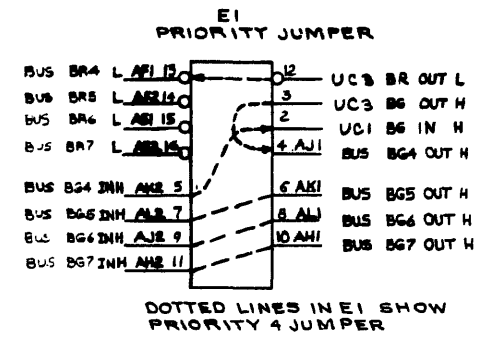 E1
PRIORITY JUMPER
BUS BR4 L AF1 13
12 UC3 BR OUT L
BUS BR5 L AE2 14
3 UC3 BG OUT H
BUS BR6 L AE1 15
2 UC1 BG IN H
BUS BR7 L 16
4 AJ1 BUS BG4 OUT H
BUS BG4 INH AK2 5
6 AK1 BUS BG5 OUT H
BUS BG5 INH AL2 7
8 AL1 BUS BG6 OUT H
BUS BG6 INH AJ2 9
10 AH1 BUS BG7 OUT H
BUS BG7 INH AH2 11
DOTTED LINES IN E1 SHOW
PRIORITY 4 JUMPER